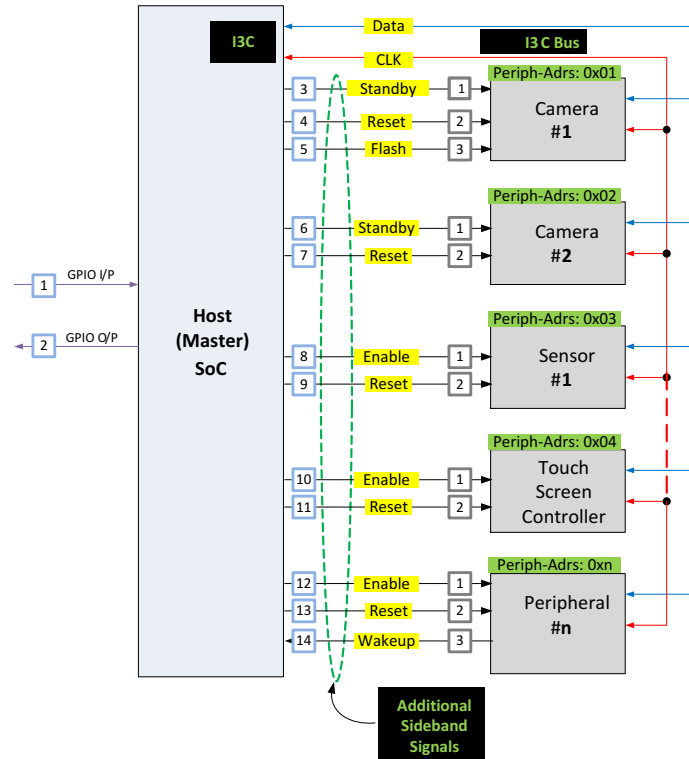 I3C
Data
I3C Bus
CLK
Periph-Adrs: 0x01
3 Standby 1
4 Reset 2
5 Flash 3
Camera
#1
Periph-Adrs: 0x02
6 Standby 1
7 Reset 2
Camera
#2
1 GPIO I/P
2 GPIO O/P
Host
(Master)
SoC
Periph-Adrs: 0x03
8 Enable 1
9 Reset 2
Sensor
#1
Periph-Adrs: 0x04
10 Enable 1
11 Reset 2
Touch
Screen
Controller
Periph-Adrs: 0xn
12 Enable 1
13 Reset 2
14 Wakeup 3
Peripheral
#n
Additional
Sideband
Signals